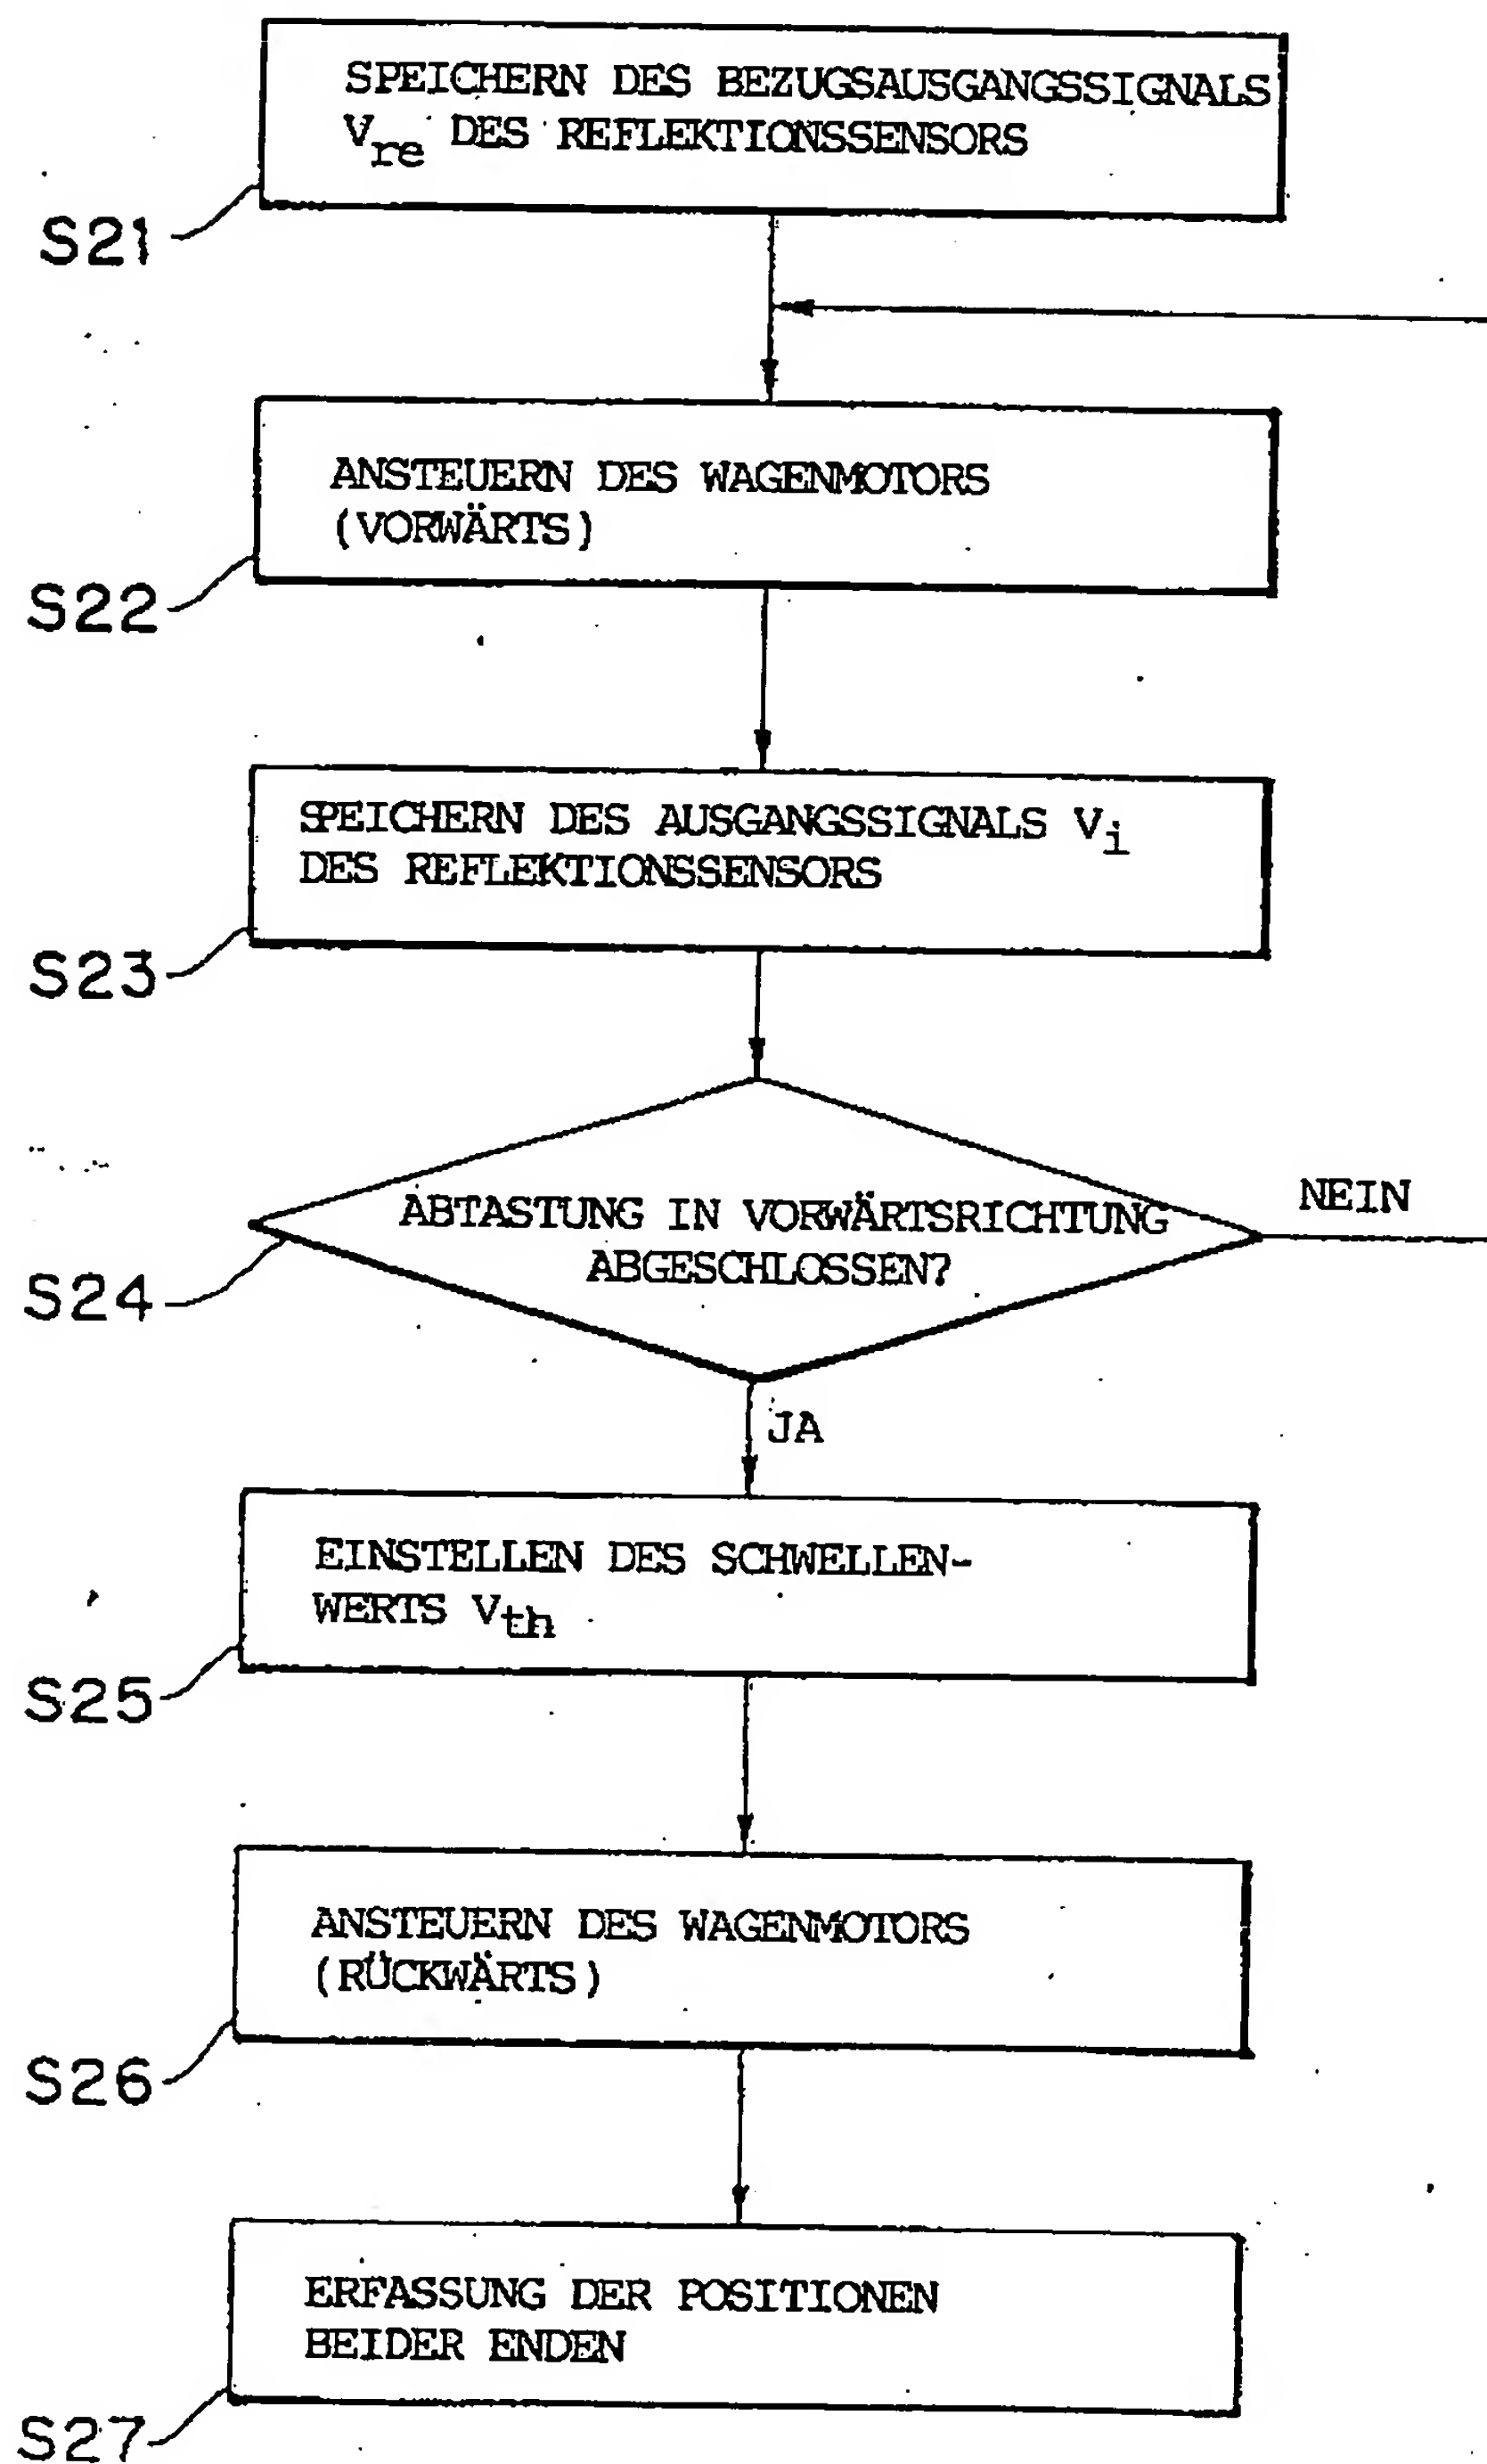 SPEICHERN DES BEZUGSAUSGANGSSIGNALS
Vre DES REFLEKTIONSSENSORS
S21
ANSTEUERN DES WAGENMOTORS
(VORWÄRTS)
S22
SPEICHERN DES AUSGANGSSIGNALS Vi
DES REFLEKTIONSSENSORS
S23
ABTASTUNG IN VORWÄRTSRICHTUNG
ABGESCHLOSSEN?
NEIN
S24
JA
EINSTELLEN DES SCHWELLEN-
WERTS Vth
S25
ANSTEUERN DES WAGENMOTORS
(RÜCKWÄRTS)
S26
ERFASSUNG DER POSITIONEN
BEIDER ENDEN
S27